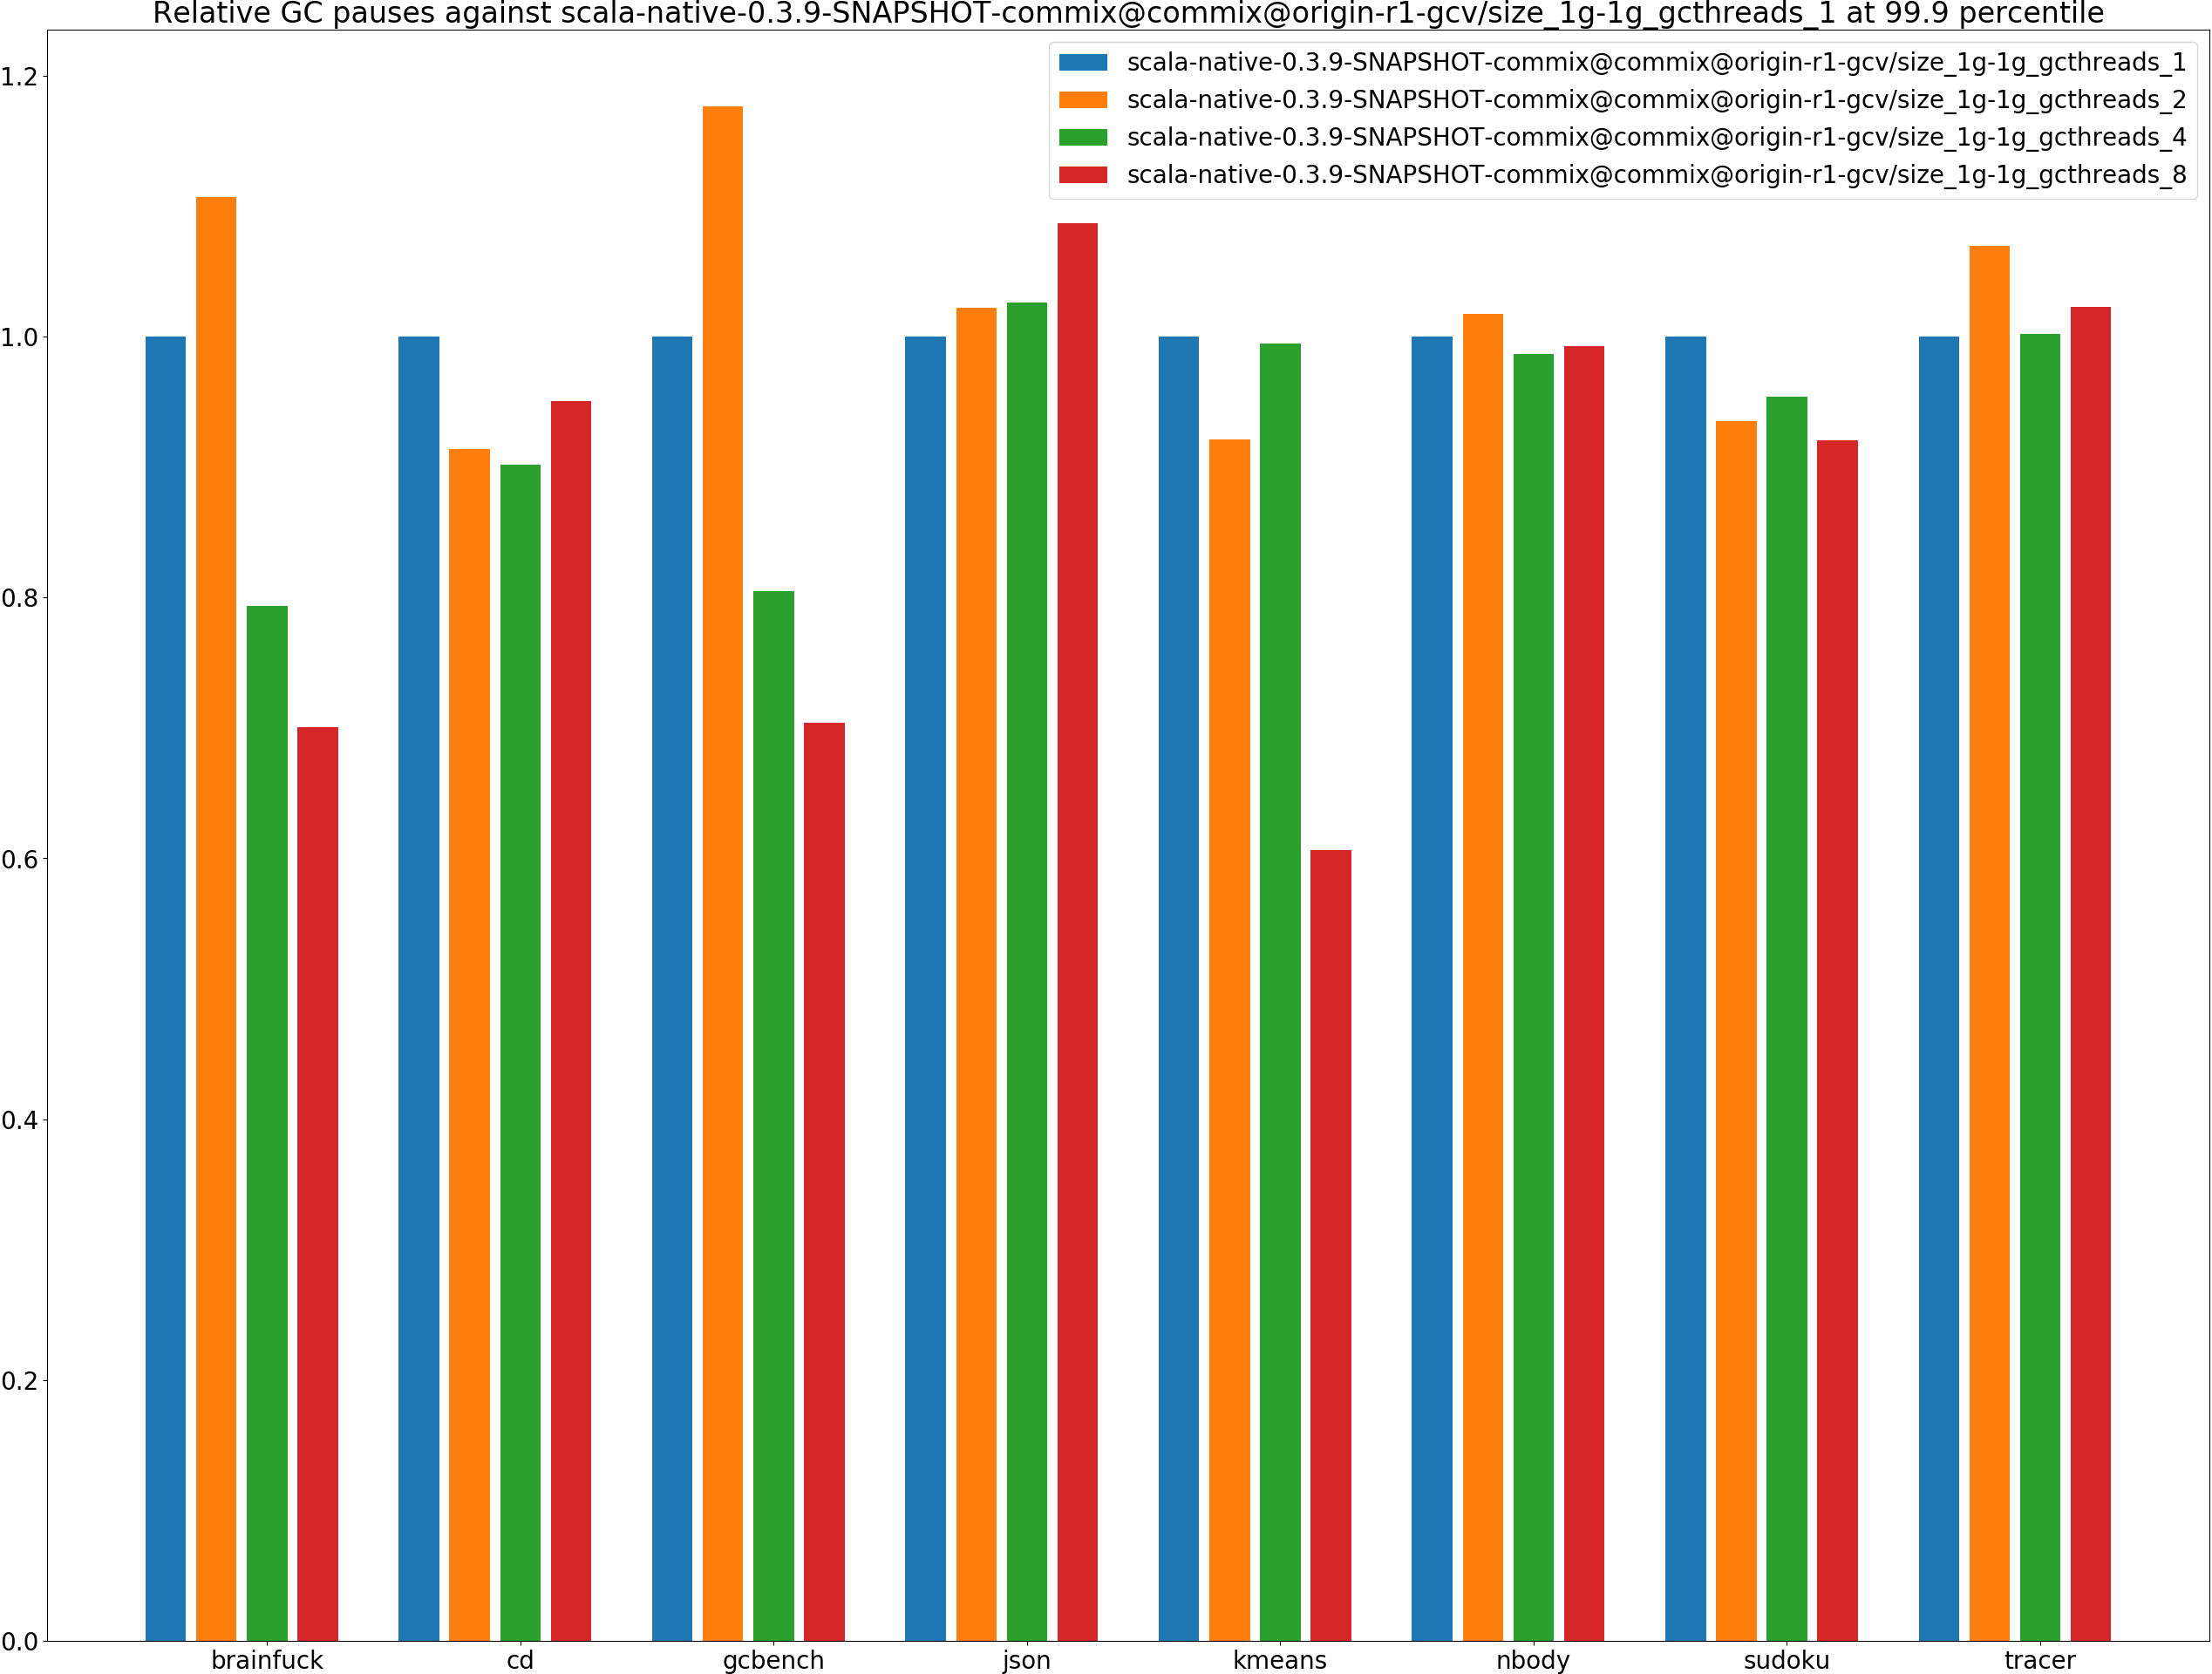 Relative GC pauses against scala-native-0.3.9-SNAPSHOT-commix@commix@origin-r1-gcv/size_1g-1g_gcthreads_1 at 99.9 percentile
scala-native-0.3.9-SNAPSHOT-commix@commix@origin-r1-gcv/size_1g-1g_gcthreads_1
scala-native-0.3.9-SNAPSHOT-commix@commix@origin-r1-gcv/size_1g-1g_gcthreads_2
scala-native-0.3.9-SNAPSHOT-commix@commix@origin-r1-gcv/size_1g-1g_gcthreads_4
scala-native-0.3.9-SNAPSHOT-commix@commix@origin-r1-gcv/size_1g-1g_gcthreads_8
1.2
1.0
0.8
0.6
0.4
0.2
0.0
brainfuck cd gcbench json kmeans nbody sudoku tracer